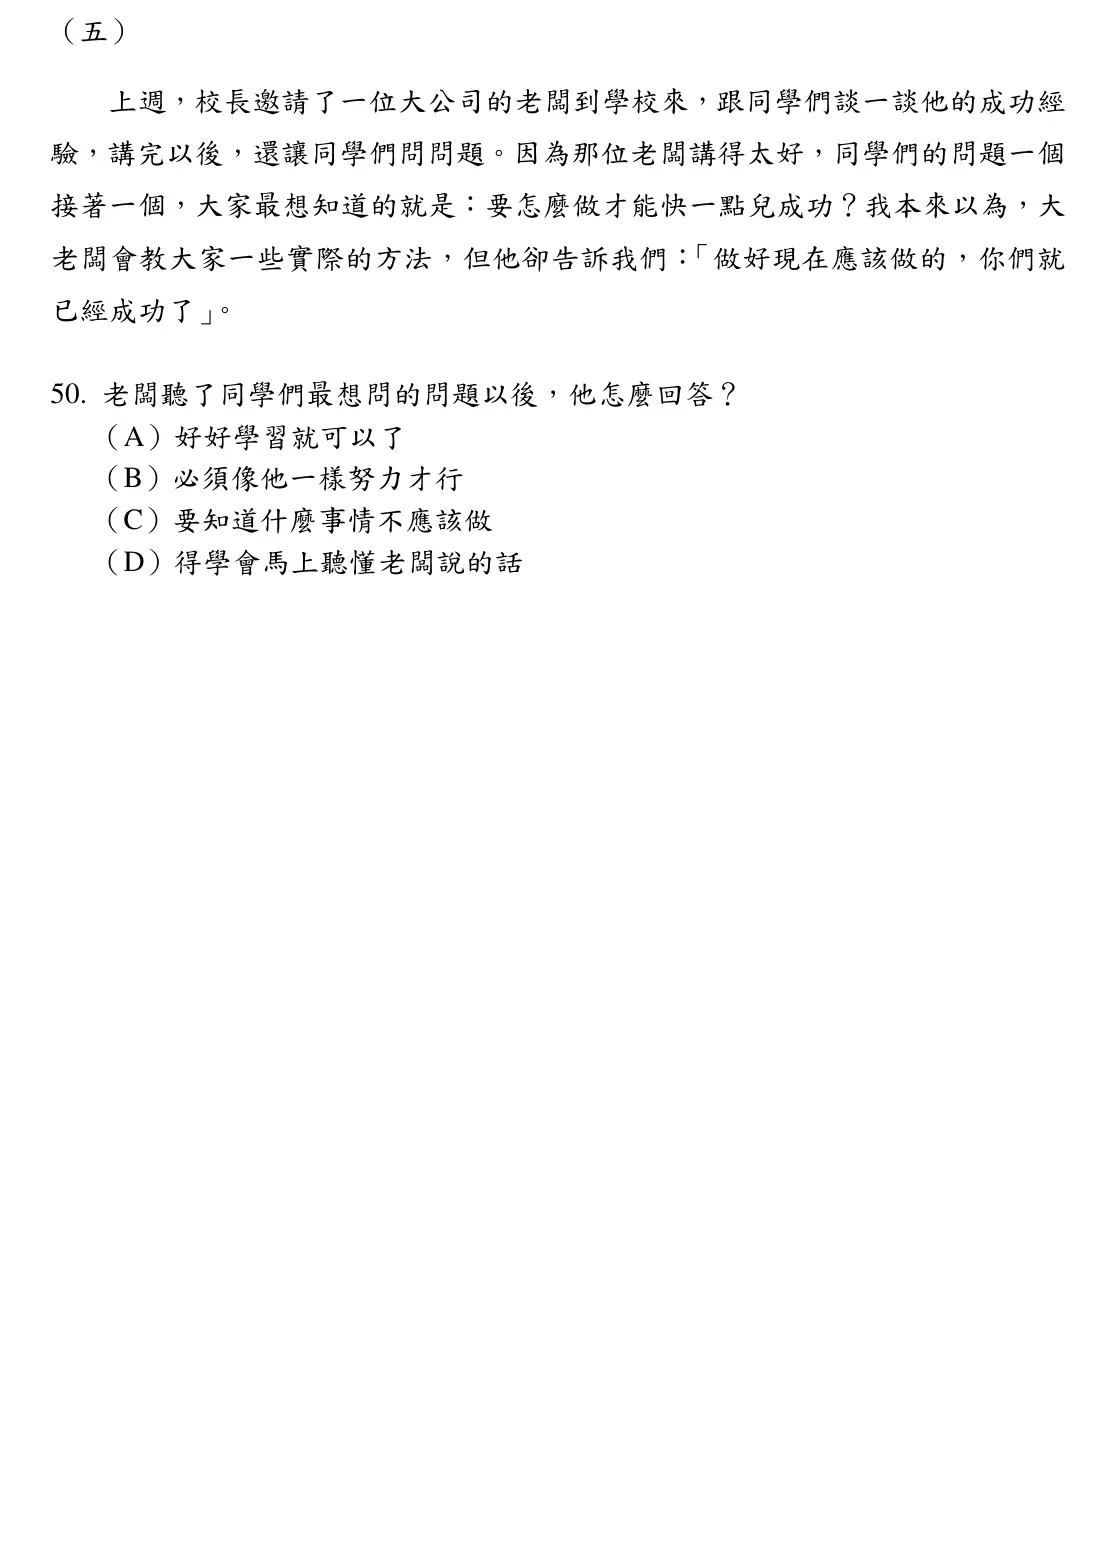 （五）
上週，校長邀請了一位大公司的老闆到學校來，跟同學們談一談他的成功經
驗，講完以後，還讓同學們問問題。因為那位老闆講得太好，同學們的問題一個
接著一個，大家最想知道的就是：要怎麼做才能快一點兒成功？我本來以為，大
老闆會教大家一些實際的方法，但他卻告訴我們：「做好現在應該做的，你們就
已經成功了」。
50. 老闆聽了同學們最想問的問題以後，他怎麼回答？
（A）好好學習就可以了
（B）必須像他一樣努力才行
（C）要知道什麼事情不應該做
（D）得學會馬上聽懂老闆說的話